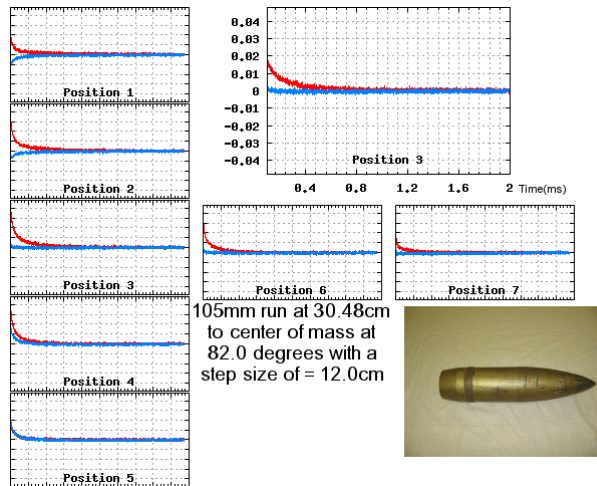 Position 1
Position 2
Position 3
Position 4
Position 5
0.04
0.03
0.02
0.01
0
-0.01
-0.02
-0.03
-0.04
Position 3
0.4
0.8
1.2
1.6
2 Time(ms)
Position 6
Position 7
105mm run at 30.48cm
to center of mass at
82.0 degrees with a
step size of = 12.0cm